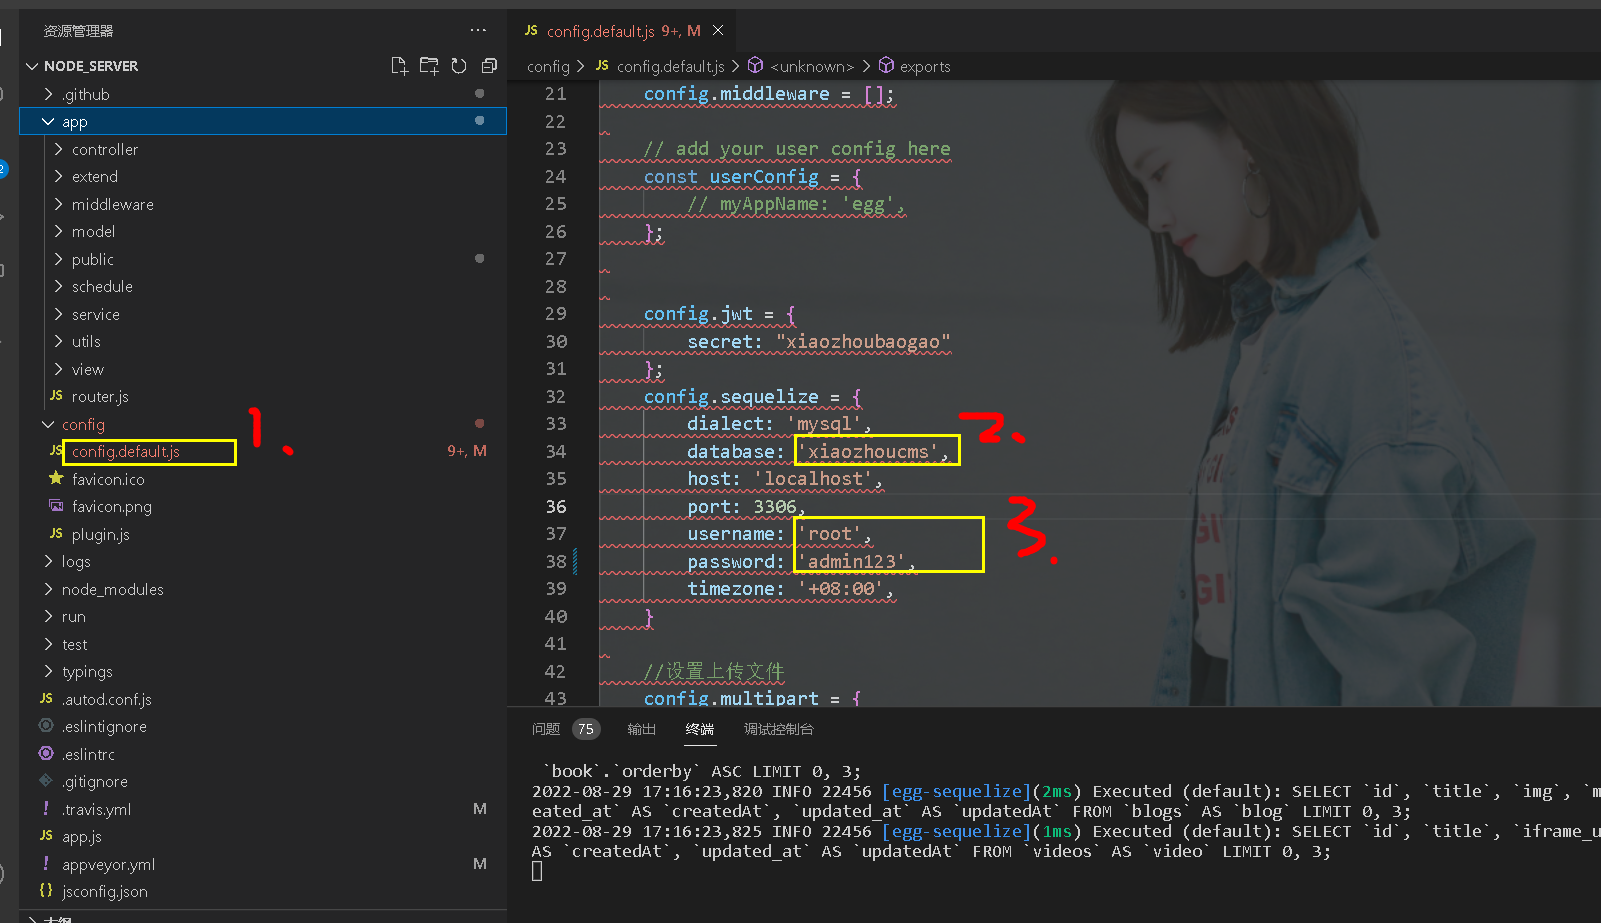 资源管理器
NODE_SERVER
.github
app
controller
extend
middleware
model
public
schedule
service
utils
view
JS router.js
config
JS config.default.js 9+, M
favicon.ico
favicon.png
JS plugin.js
logs
node_modules
run
test
typings
JS .autod.conf.js
.eslintignore
.eslintrc
.gitignore
! .travis.yml M
JS app.js
! appveyor.yml M
{} jsconfig.json
1.
JS config.default.js 9+, M
config > JS config.default.js > <unknown> > exports
21 config.middleware = [];
22
23 // add your user config here
24 const userConfig = {
25 // myAppName: 'egg',
26 };
27
28
29 config.jwt = {
30 secret: "xiaozhoubaogao"
31 };
32 config.sequelize = {
33 dialect: 'mysql',
34 database: 'xiaozhoucms',
35 host: 'localhost',
36 port: 3306,
37 username: 'root',
38 password: 'admin123',
39 timezone: '+08:00',
40 }
41
42 //设置上传文件
43 config.multipart = {
2.
3.
问题 75 输出 终端 调试控制台
`book`.`orderby` ASC LIMIT 0, 3;
2022-08-29 17:16:23,820 INFO 22456 [egg-sequelize](2ms) Executed (default): SELECT `id`, `title`, `img`, `m
eated_at` AS `createdAt`, `updated_at` AS `updatedAt` FROM `blogs` AS `blog` LIMIT 0, 3;
2022-08-29 17:16:23,825 INFO 22456 [egg-sequelize](1ms) Executed (default): SELECT `id`, `title`, `iframe_u
AS `createdAt`, `updated_at` AS `updatedAt` FROM `videos` AS `video` LIMIT 0, 3;